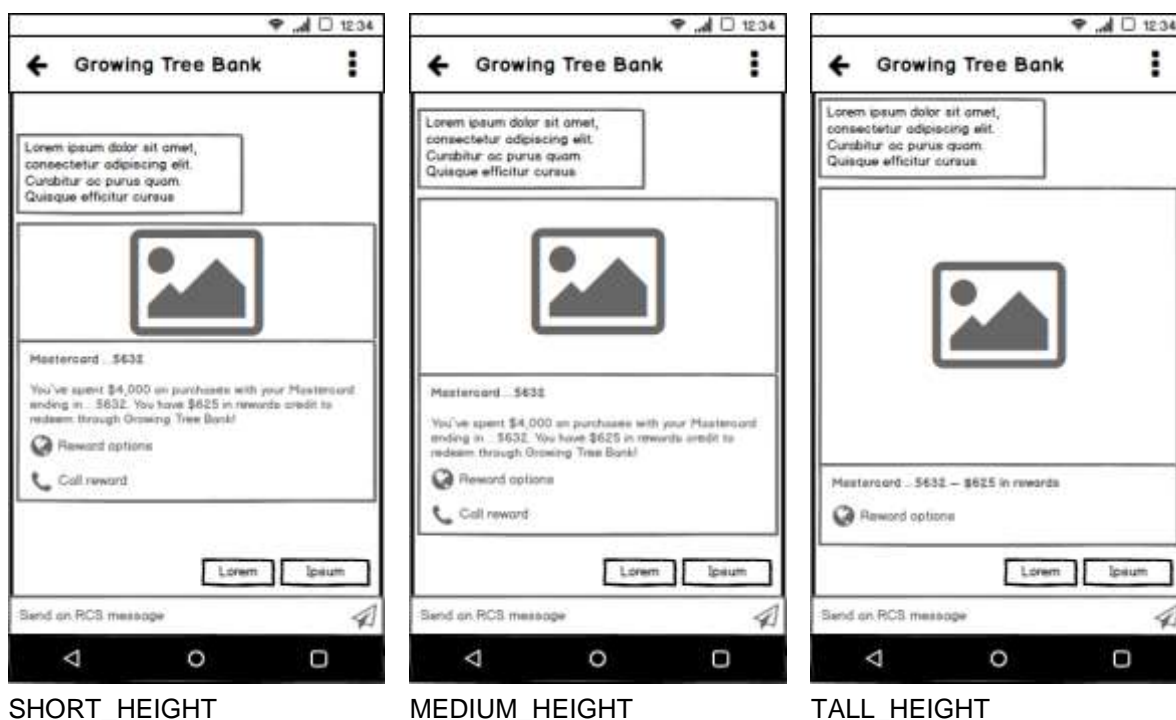 12:34
Growing Tree Bank
Lorem ipsum dolor sit amet,
consectetur adipiscing elit.
Curabitur ac purus quam.
Quisque efficitur cursus
Mastercard ...5632
You've spent $4,000 on purchases with your Mastercard
ending in ...5632. You have $625 in rewards credit to
redeem through Growing Tree Bank!
Reward options
Call reward
Lorem
Ipsum
Send an RCS message
SHORT_HEIGHT
12:34
Growing Tree Bank
Lorem ipsum dolor sit amet,
consectetur adipiscing elit.
Curabitur ac purus quam.
Quisque efficitur cursus
Mastercard ...5632
You've spent $4,000 on purchases with your Mastercard
ending in ...5632. You have $625 in rewards credit to
redeem through Growing Tree Bank!
Reward options
Call reward
Lorem
Ipsum
Send an RCS message
MEDIUM_HEIGHT
12:34
Growing Tree Bank
Lorem ipsum dolor sit amet,
consectetur adipiscing elit.
Curabitur ac purus quam.
Quisque efficitur cursus
Mastercard ...5632 – $625 in rewards
Reward options
Lorem
Ipsum
Send an RCS message
TALL_HEIGHT